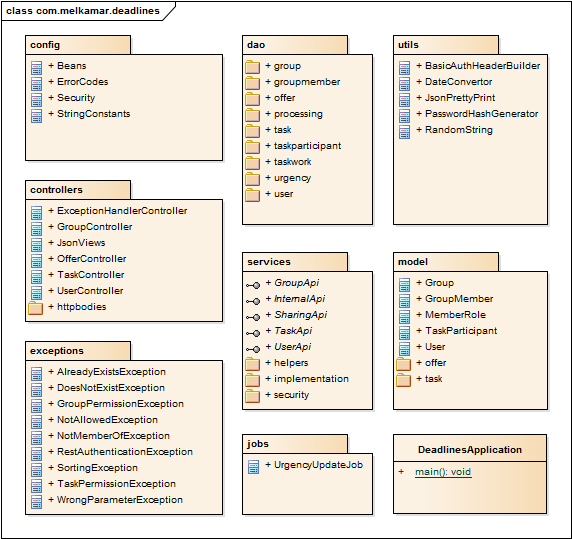 class com.melkamar.deadlines
config
+ Beans
+ ErrorCodes
+ Security
+ StringConstants
dao
+ group
+ groupmember
+ offer
+ processing
+ task
+ taskparticipant
+ taskwork
+ urgency
+ user
utils
+ BasicAuthHeaderBuilder
+ DateConvertor
+ JsonPrettyPrint
+ PasswordHashGenerator
+ RandomString
controllers
+ ExceptionHandlerController
+ GroupController
+ JsonViews
+ OfferController
+ TaskController
+ UserController
+ httpbodies
services
+ GroupApi
+ InternalApi
+ SharingApi
+ TaskApi
+ UserApi
+ helpers
+ implementation
+ security
model
+ Group
+ GroupMember
+ MemberRole
+ TaskParticipant
+ User
+ offer
+ task
exceptions
+ AlreadyExistsException
+ DoesNotExistException
+ GroupPermissionException
+ NotAllowedException
+ NotMemberOfException
+ RestAuthenticationException
+ SortingException
+ TaskPermissionException
+ WrongParameterException
jobs
+ UrgencyUpdateJob
DeadlinesApplication
+ main(): void